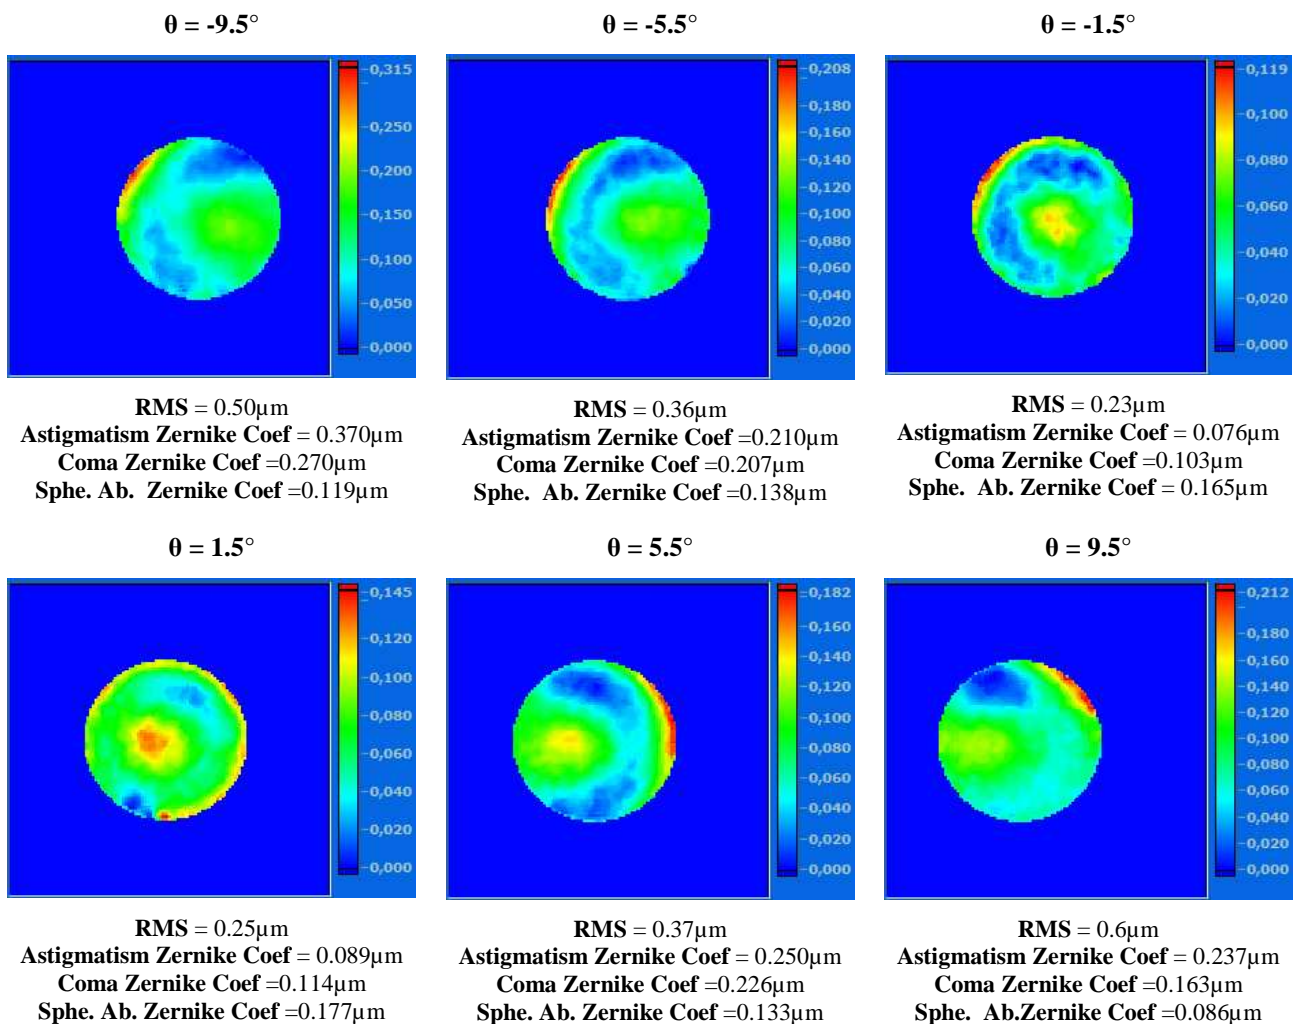 θ = -9.5°
θ = -5.5°
θ = -1.5°
0,315
0,250
0,200
0,150
0,100
0,050
0,000
0,208
0,180
0,160
0,140
0,120
0,100
0,080
0,060
0,040
0,020
0,000
0,119
0,100
0,080
0,060
0,040
0,020
0,000
RMS = 0.50µm
Astigmatism Zernike Coef = 0.370µm
Coma Zernike Coef =0.270µm
Sphe. Ab. Zernike Coef =0.119µm
RMS = 0.36µm
Astigmatism Zernike Coef =0.210µm
Coma Zernike Coef =0.207µm
Sphe. Ab. Zernike Coef =0.138µm
RMS = 0.23µm
Astigmatism Zernike Coef = 0.076µm
Coma Zernike Coef =0.103µm
Sphe. Ab. Zernike Coef = 0.165µm
θ = 1.5°
θ = 5.5°
θ = 9.5°
0,145
0,120
0,100
0,080
0,060
0,040
0,020
0,000
0,182
0,160
0,140
0,120
0,100
0,080
0,060
0,040
0,020
0,000
0,212
0,180
0,160
0,140
0,120
0,100
0,080
0,060
0,040
0,020
0,000
RMS = 0.25µm
Astigmatism Zernike Coef = 0.089µm
Coma Zernike Coef =0.114µm
Sphe. Ab. Zernike Coef =0.177µm
RMS = 0.37µm
Astigmatism Zernike Coef = 0.250µm
Coma Zernike Coef =0.226µm
Sphe. Ab. Zernike Coef =0.133µm
RMS = 0.6µm
Astigmatism Zernike Coef = 0.237µm
Coma Zernike Coef =0.163µm
Sphe. Ab.Zernike Coef =0.086µm